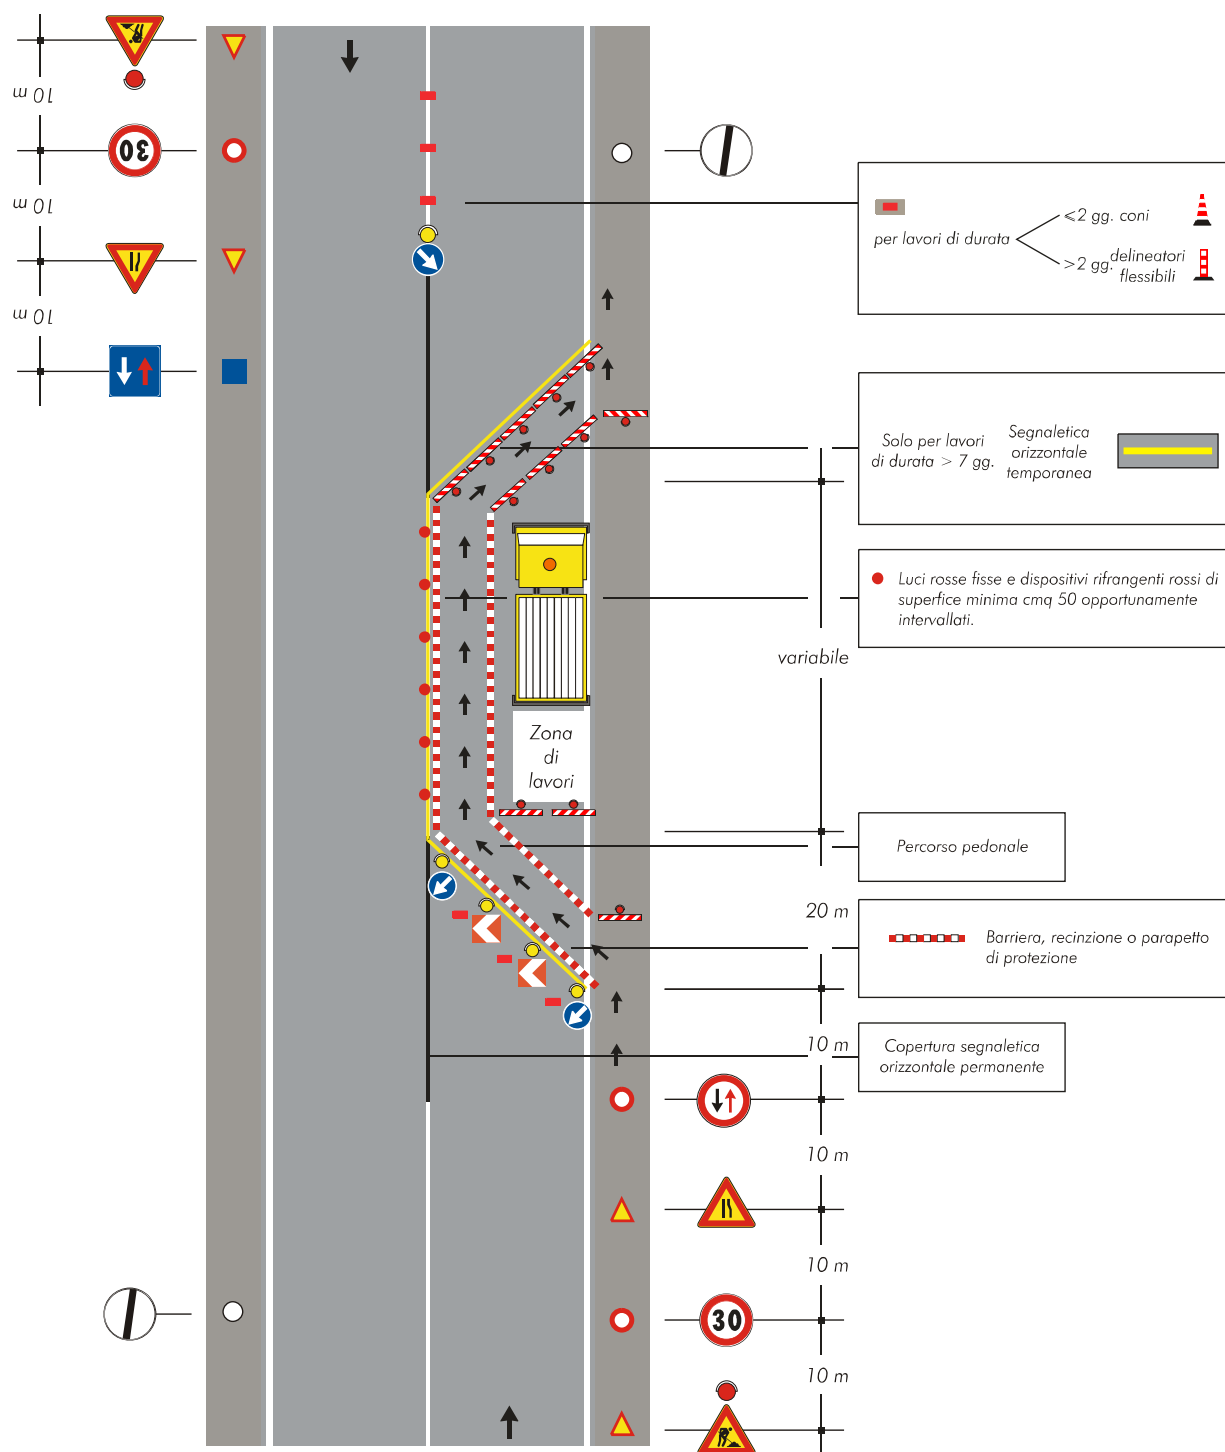 10 m
30
10 m
10 m
per lavori di durata
≤2 gg. coni
>2 gg. delineatori
flessibili
Solo per lavori
di durata > 7 gg.
Segnaletica
orizzontale
temporanea
Luci rosse fisse e dispositivi rifrangenti rossi di
superfice minima cmq 50 opportunamente
intervallati.
variabile
Zona
di
lavori
Percorso pedonale
20 m
Barriera, recinzione o parapetto
di protezione
10 m
Copertura segnaletica
orizzontale permanente
10 m
10 m
30
10 m